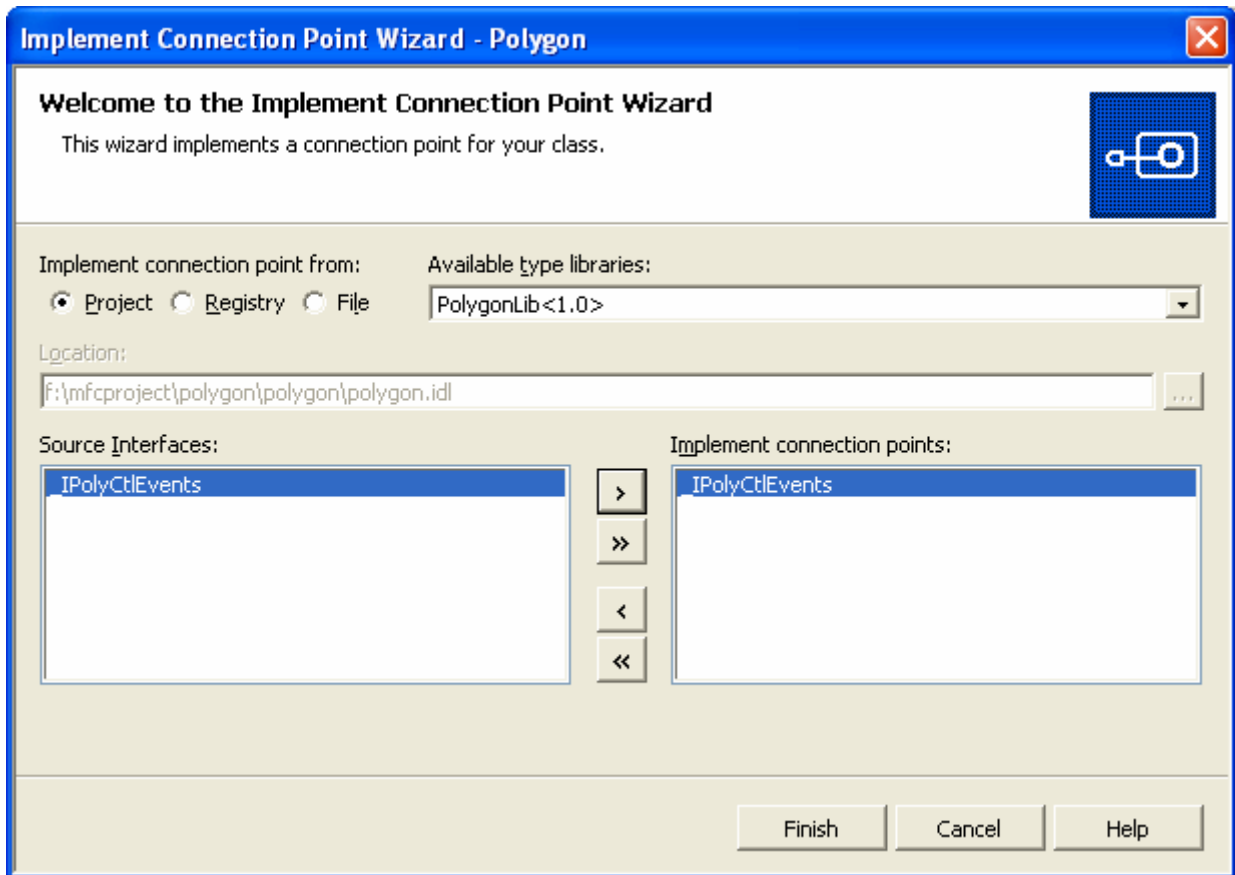 Implement Connection Point Wizard - Polygon
Welcome to the Implement Connection Point Wizard
This wizard implements a connection point for your class.
Implement connection point from:
Project Registry File
Available type libraries:
PolygonLib<1.0>
Location:
f:\mfcproject\polygon\polygon\polygon.idl
...
Source Interfaces:
_IPolyCtlEvents
>
>>
<
<<
Implement connection points:
_IPolyCtlEvents
Finish Cancel Help